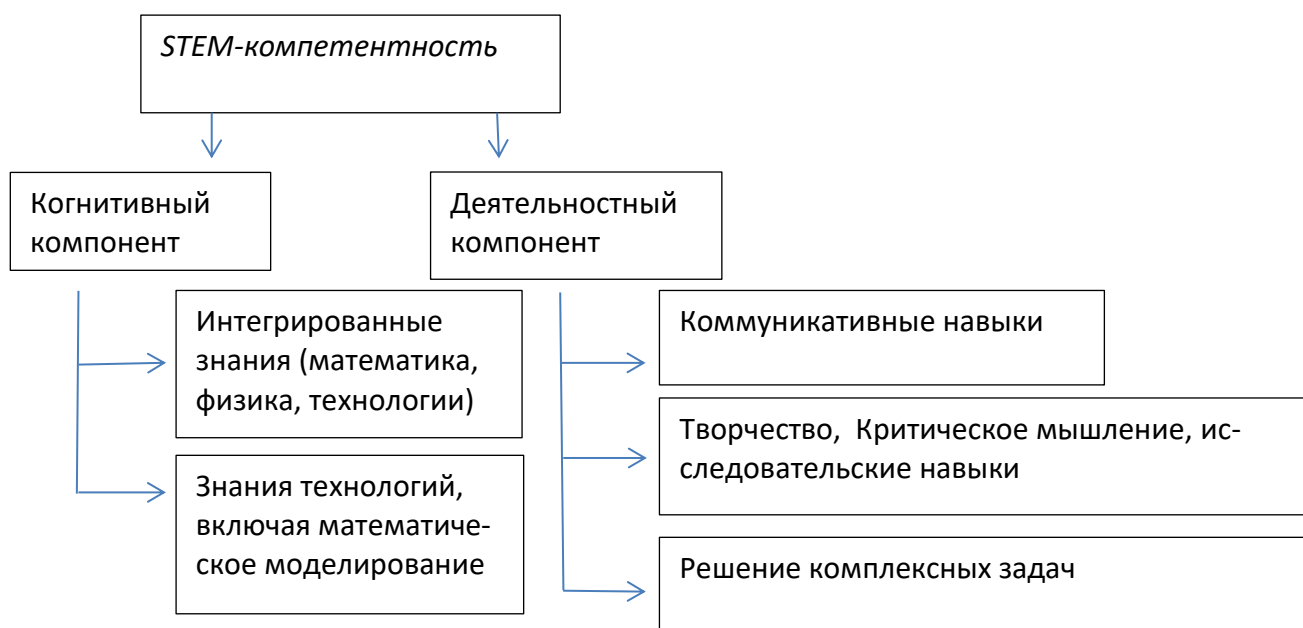 STEM-компетентность
Когнитивный
компонент
Деятельностный
компонент
Интегрированные
знания (математика,
физика, технологии)
Знания технологий,
включая математиче-
ское моделирование
Коммуникативные навыки
Творчество,  Критическое мышление, ис-
следовательские навыки
Решение комплексных задач